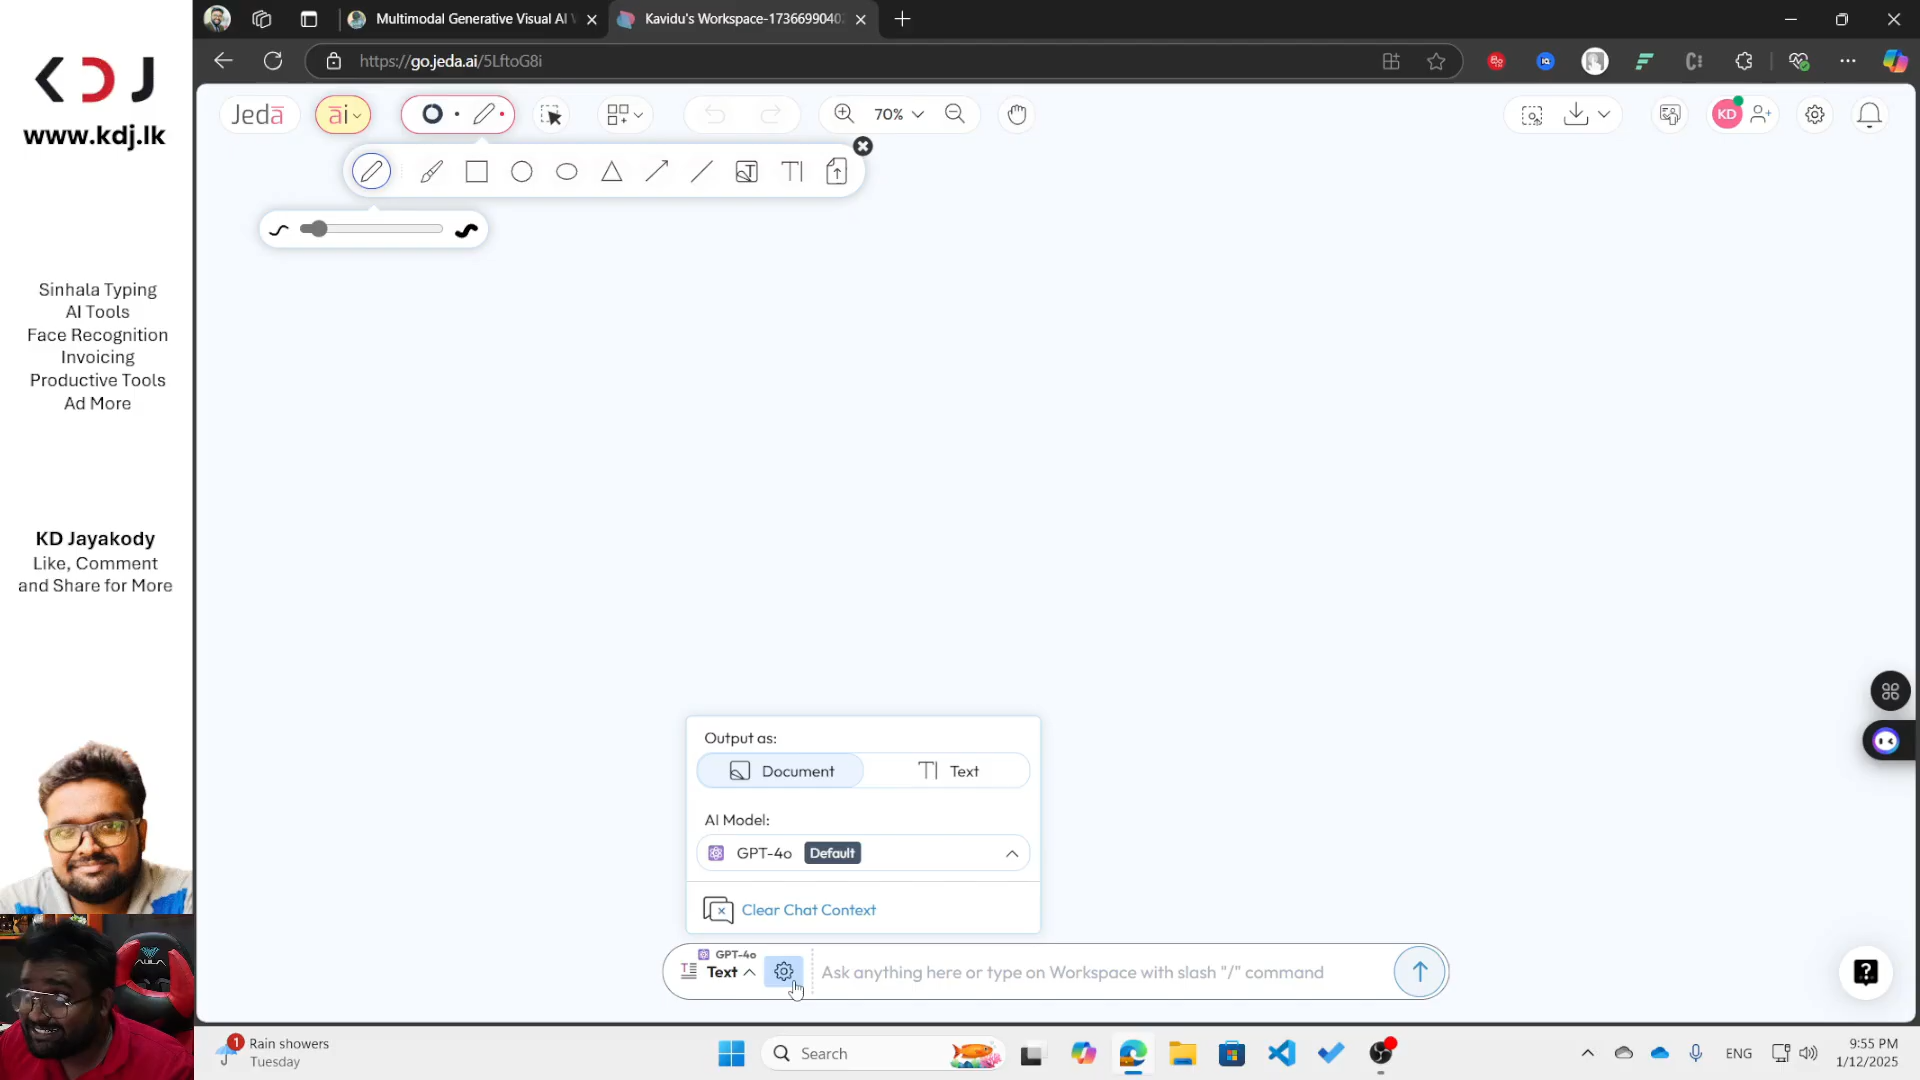 KDJ
www.kdj.lk
Sinhala Typing
AI Tools
Face Recognition
Invoicing
Productive Tools
Ad More
KD Jayakody
Like, Comment
and Share for More
AULA
Multimodal Generative Visual AI
Kavidu's Workspace-1736699040
https://go.jeda.ai/5LftoG8i
Jedā
āi
70%
KD
Output as:
Document
Text
AI Model:
GPT-4o Default
Clear Chat Context
GPT-4o
Text
Ask anything here or type on Workspace with slash "/" command
1
Rain showers
Tuesday
Search
ENG
9:55 PM
1/12/2025